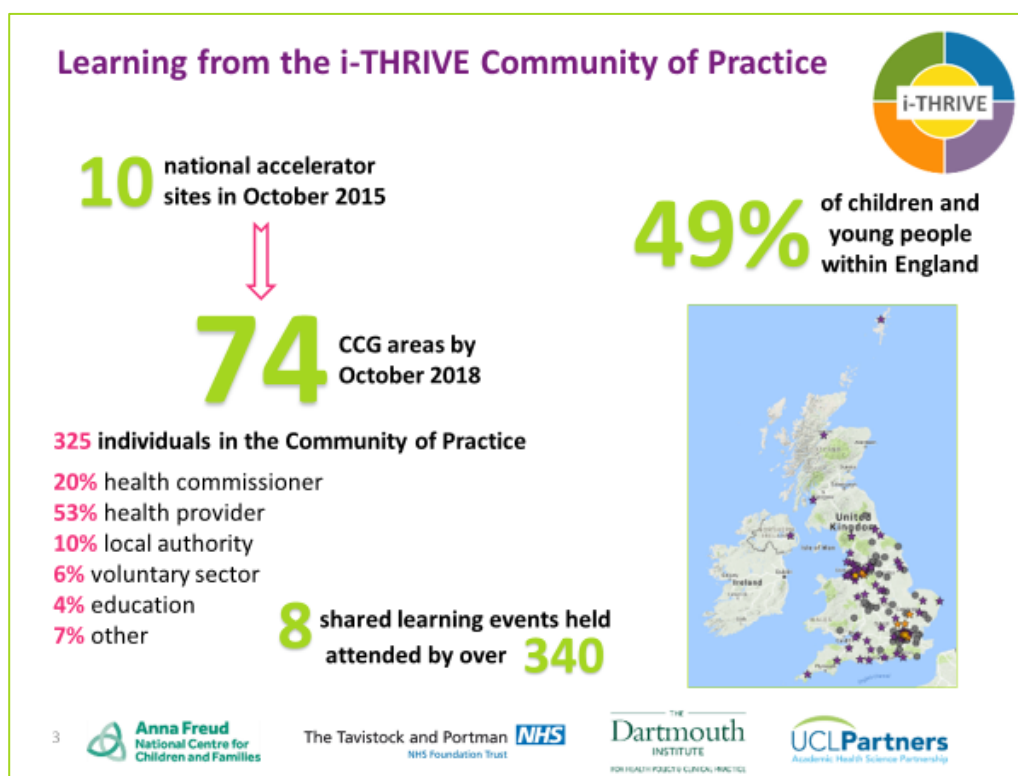 Learning from the i-THRIVE Community of Practice
i-THRIVE
10 national accelerator
sites in October 2015
49% of children and
young people
within England
74 CCG areas by
October 2018
325 individuals in the Community of Practice
20% health commissioner
53% health provider
10% local authority
6% voluntary sector
4% education
7% other
8 shared learning events held
attended by over 340
United
Kingdom
Isle of Man
Ireland
Dublin
Plymouth
3
Anna Freud
National Centre for
Children and Families
The Tavistock and Portman NHS
NHS Foundation Trust
THE
Dartmouth
INSTITUTE
FOR HEALTH POLICY & CLINICAL PRACTICE
UCLPartners
Academic Health Science Partnership